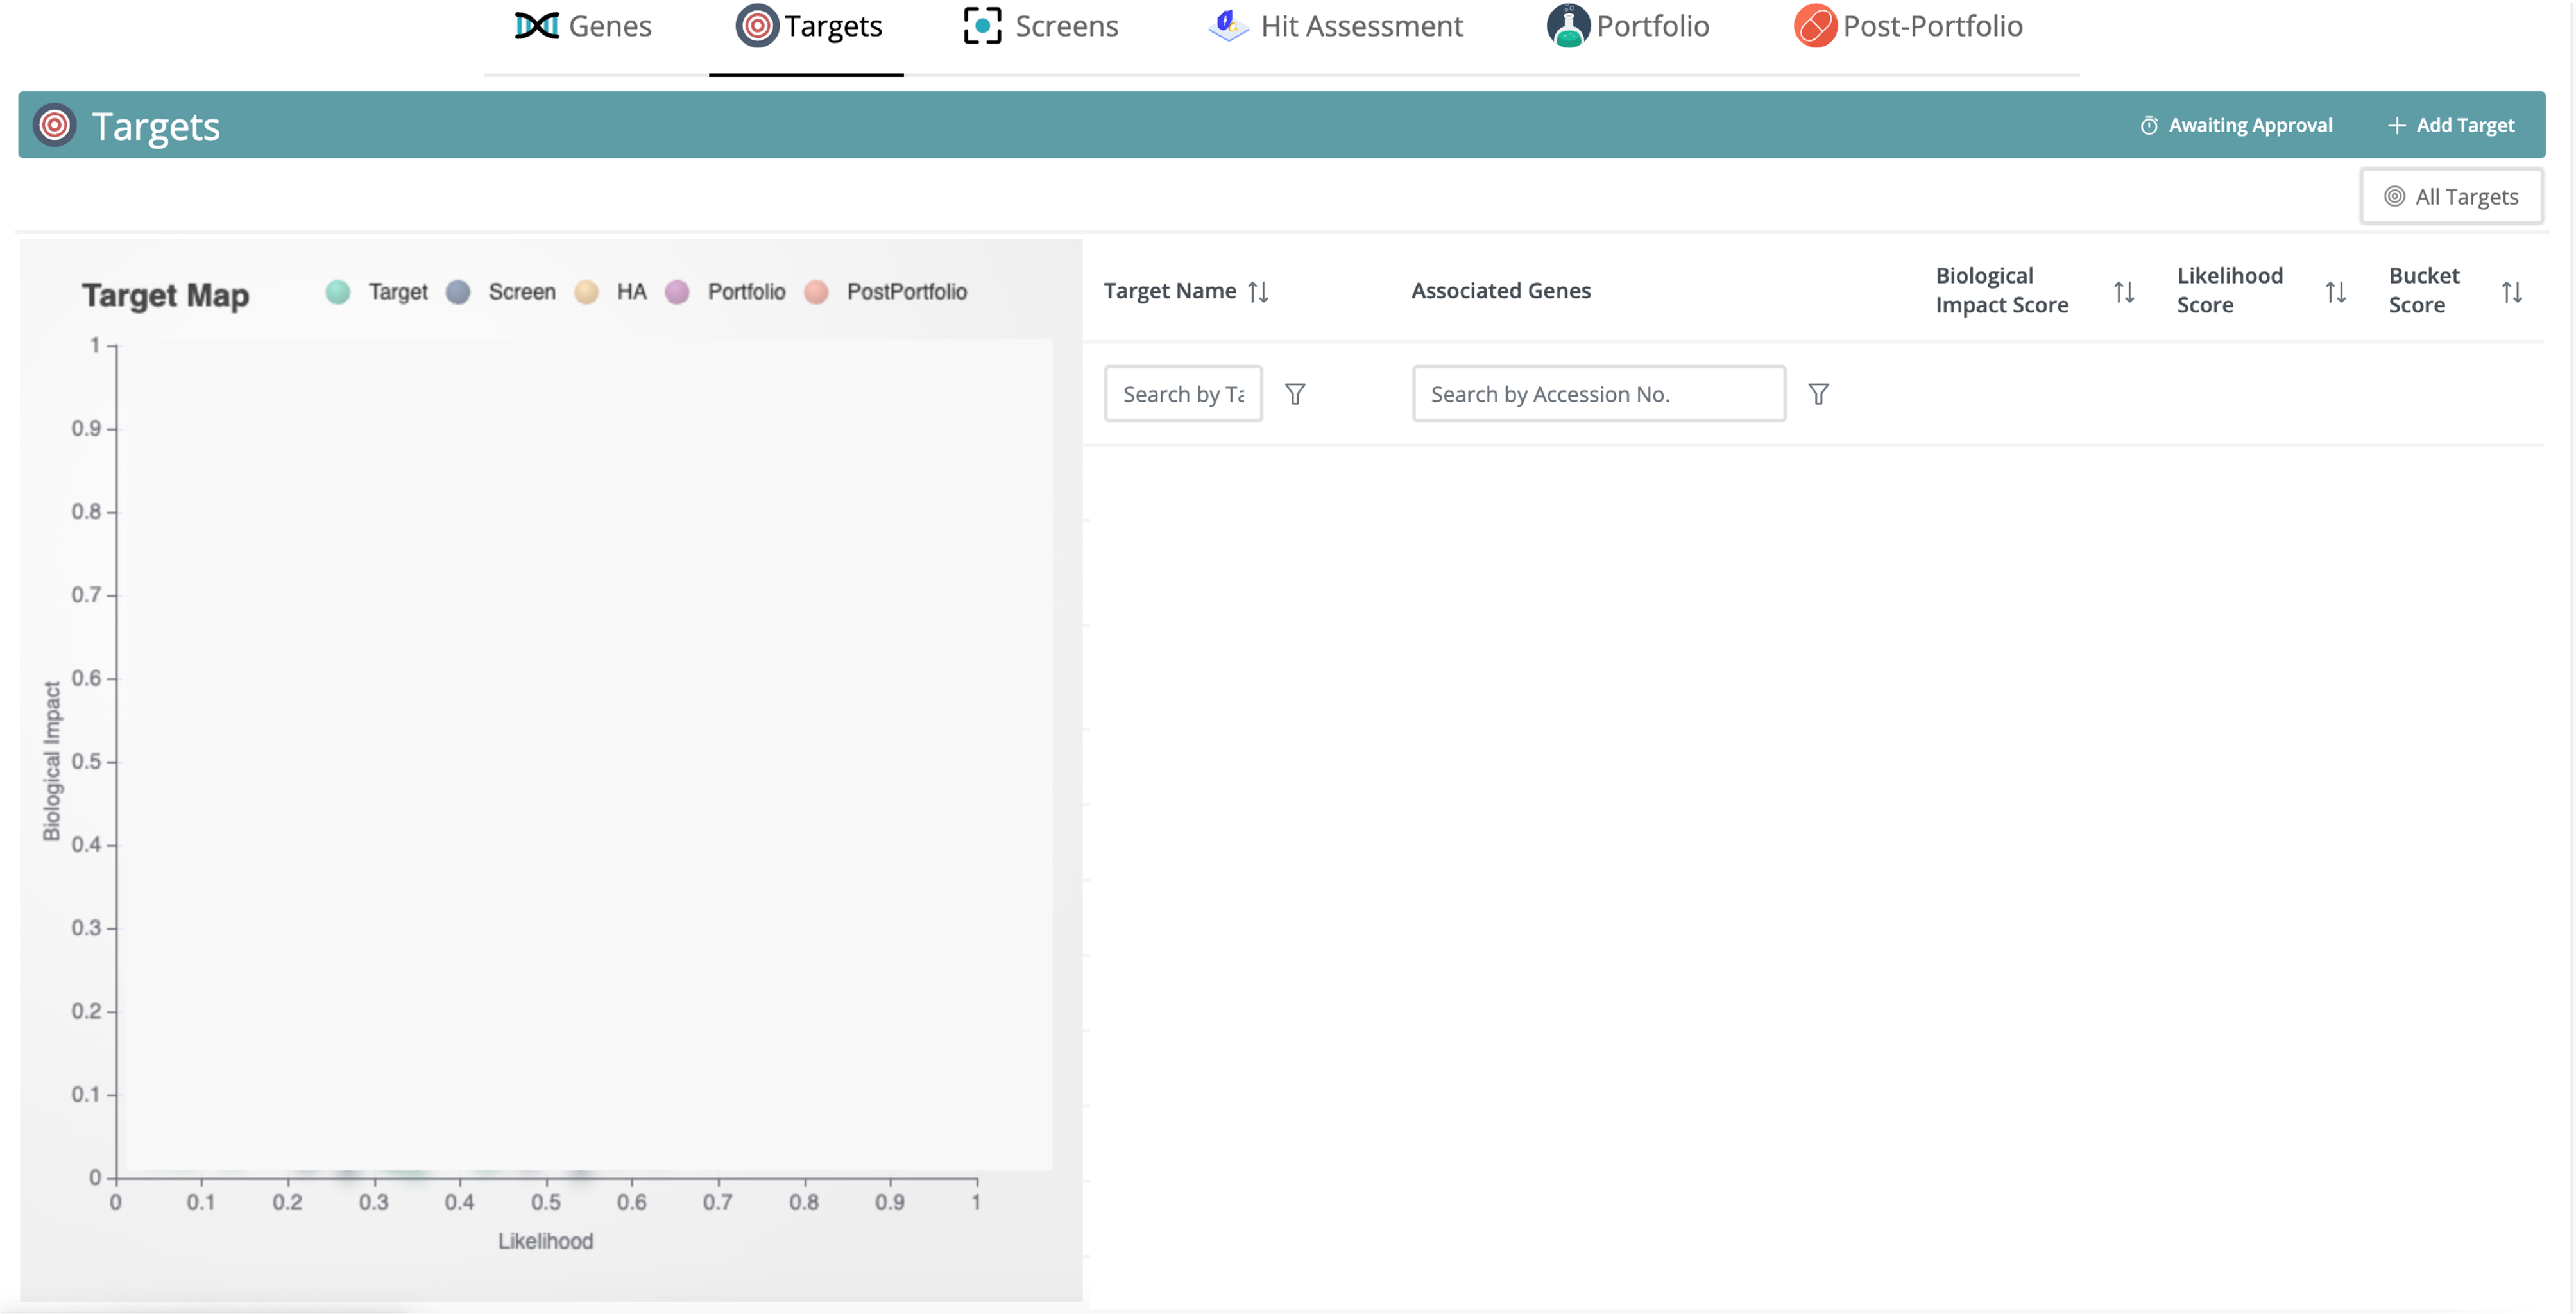 Genes
Targets
Screens
Hit Assessment
Portfolio
Post-Portfolio
Targets
Awaiting Approval
Add Target
All Targets
Target Map
Target
Screen
HA
Portfolio
PostPortfolio
1
0.9
0.8
0.7
0.6
0.5
0.4
0.3
0.2
0.1
0
Biological Impact
0 0.1 0.2 0.3 0.4 0.5 0.6 0.7 0.8 0.9 1
Likelihood
Target Name
Associated Genes
Biological
Impact Score
Likelihood
Score
Bucket
Score
Search by Ta
Search by Accession No.